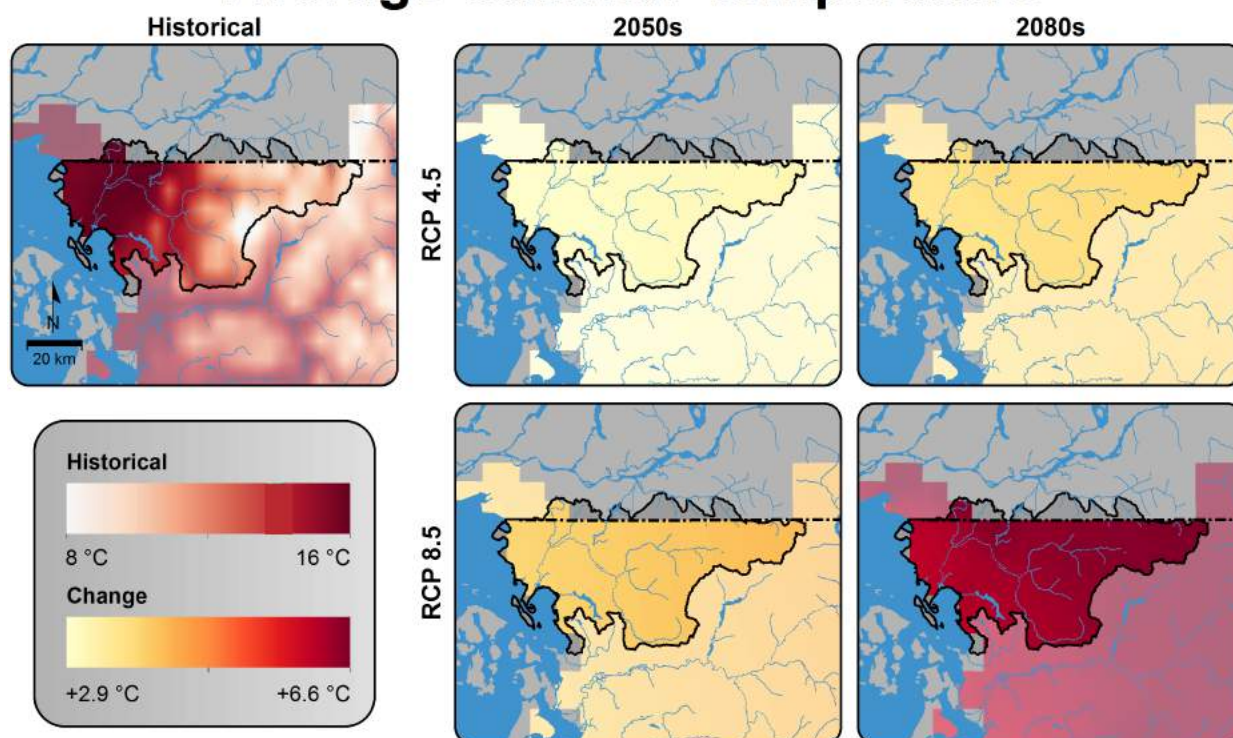 Historical
2050s
2080s
RCP 4.5
N
20 km
RCP 8.5
Historical
8 °C
16 °C
Change
+2.9 °C
+6.6 °C